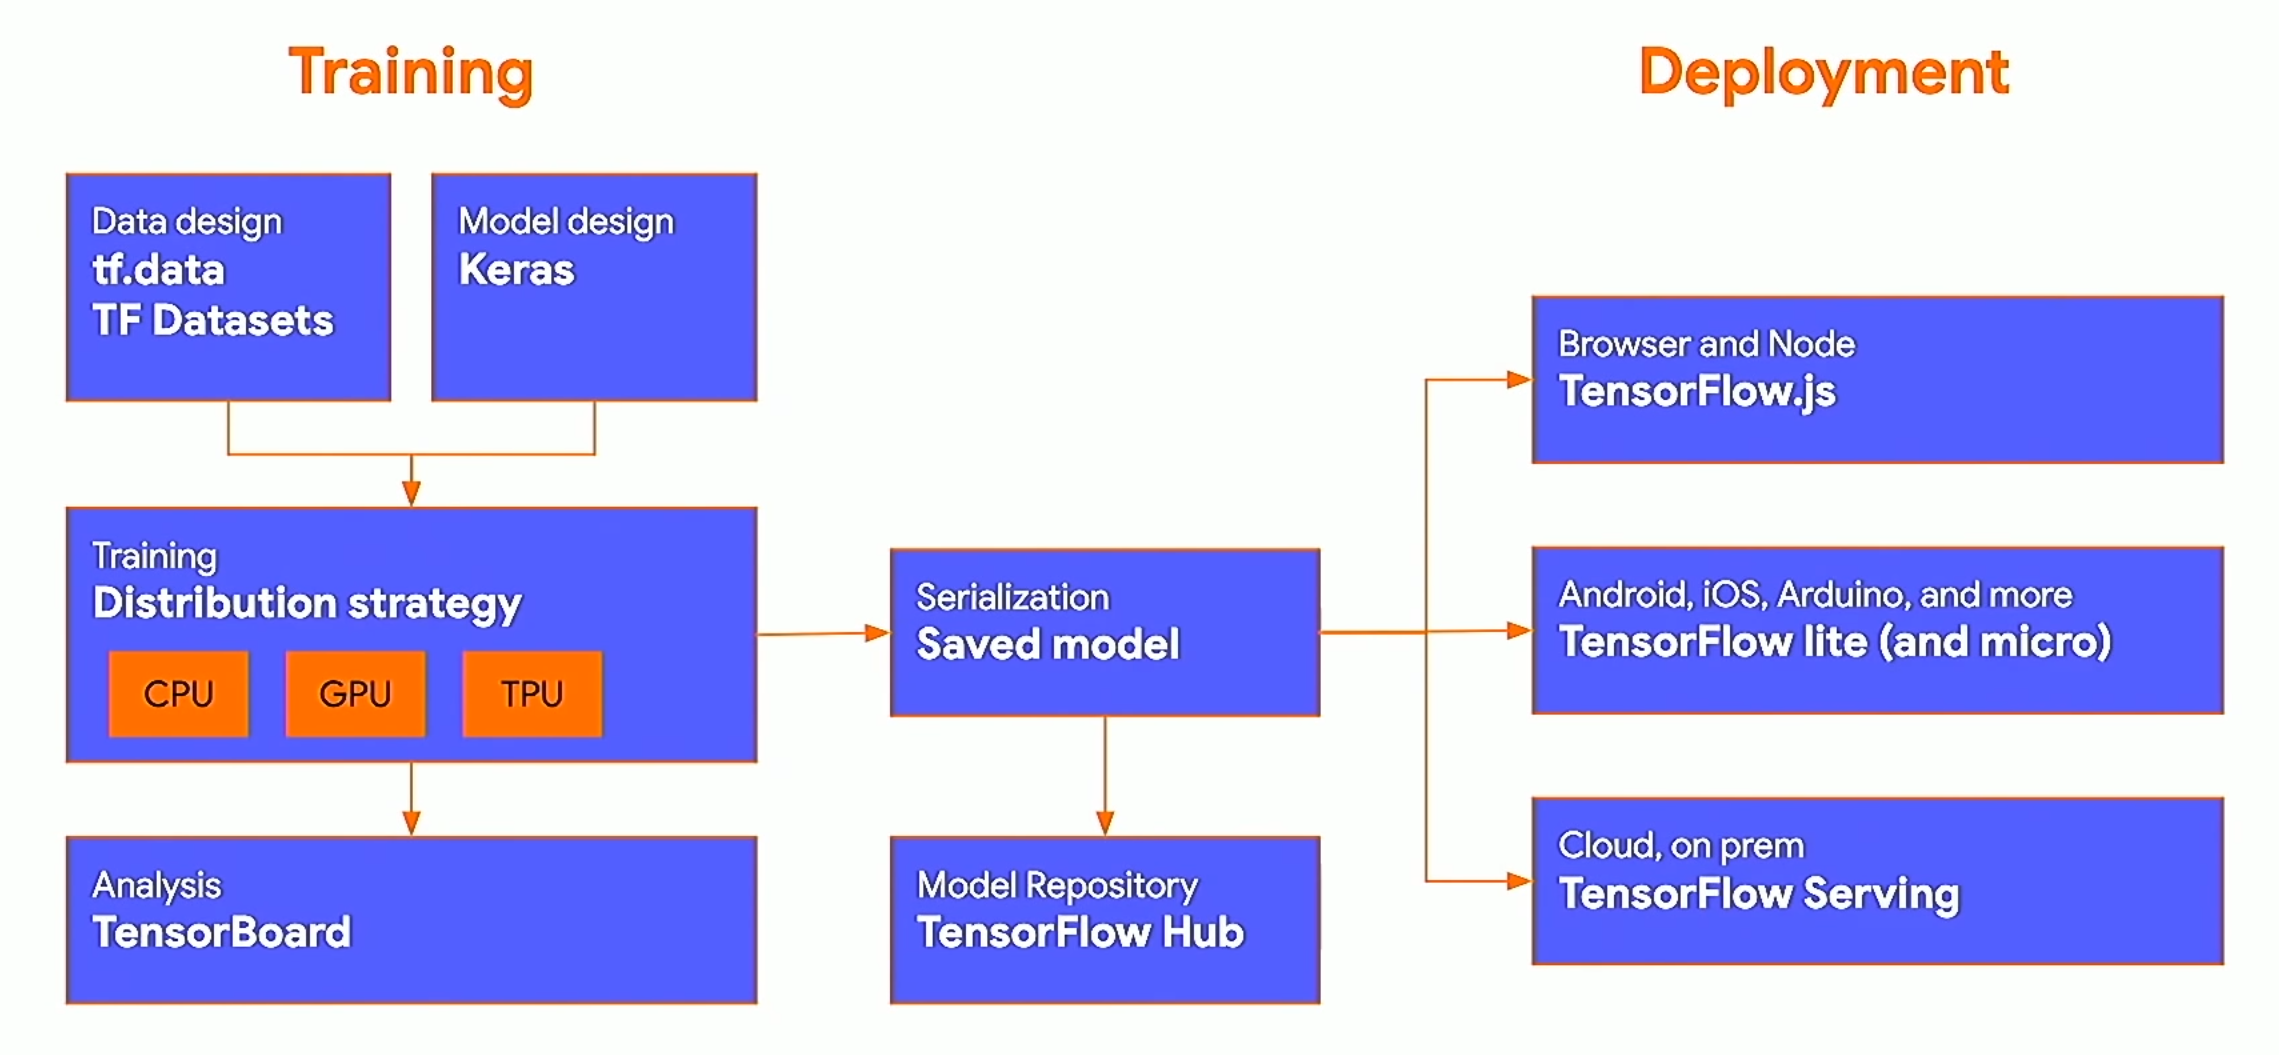 Training
Deployment
Data design
tf.data
TF Datasets
Model design
Keras
Training
Distribution strategy
CPU
GPU
TPU
Analysis
TensorBoard
Serialization
Saved model
Model Repository
TensorFlow Hub
Browser and Node
TensorFlow.js
Android, iOS, Arduino, and more
TensorFlow lite (and micro)
Cloud, on prem
TensorFlow Serving